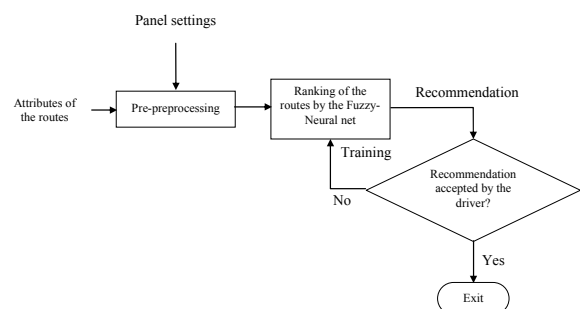 Panel settings
Attributes of
the routes
Pre-preprocessing
Ranking of the
routes by the Fuzzy-
Neural net
Recommendation
Training
Recommendation
accepted by the
driver?
No
Yes
Exit